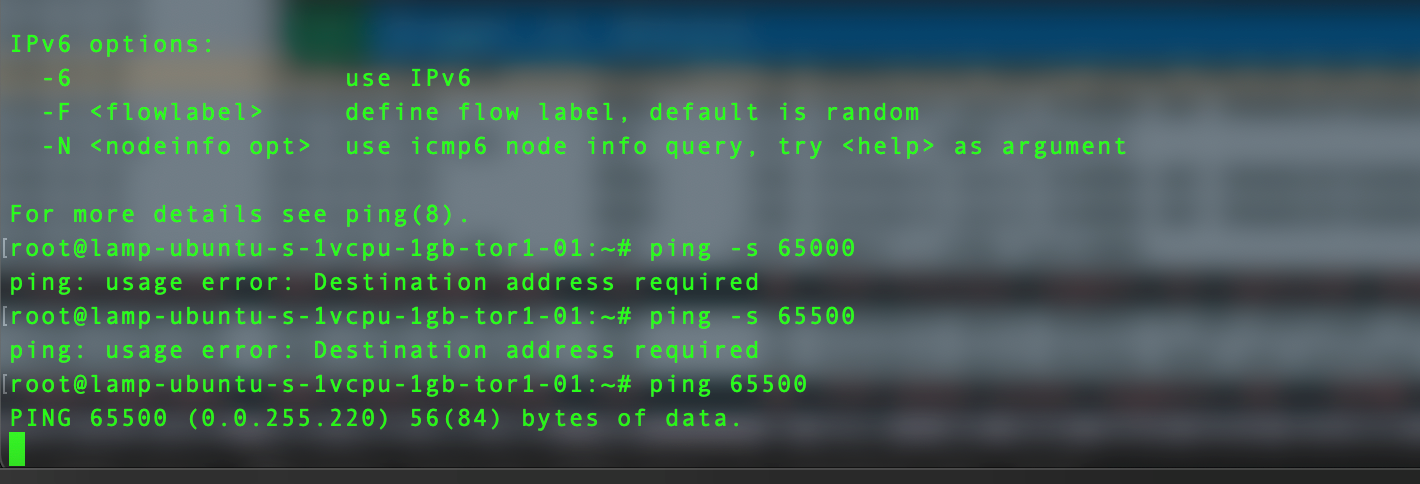 IPv6 options:
  -6                 use IPv6
  -F <flowlabel>     define flow label, default is random
  -N <nodeinfo opt>  use icmp6 node info query, try <help> as argument

For more details see ping(8).
[root@lamp-ubuntu-s-1vcpu-1gb-tor1-01:~# ping -s 65000
ping: usage error: Destination address required
[root@lamp-ubuntu-s-1vcpu-1gb-tor1-01:~# ping -s 65500
ping: usage error: Destination address required
[root@lamp-ubuntu-s-1vcpu-1gb-tor1-01:~# ping 65500
PING 65500 (0.0.255.220) 56(84) bytes of data.